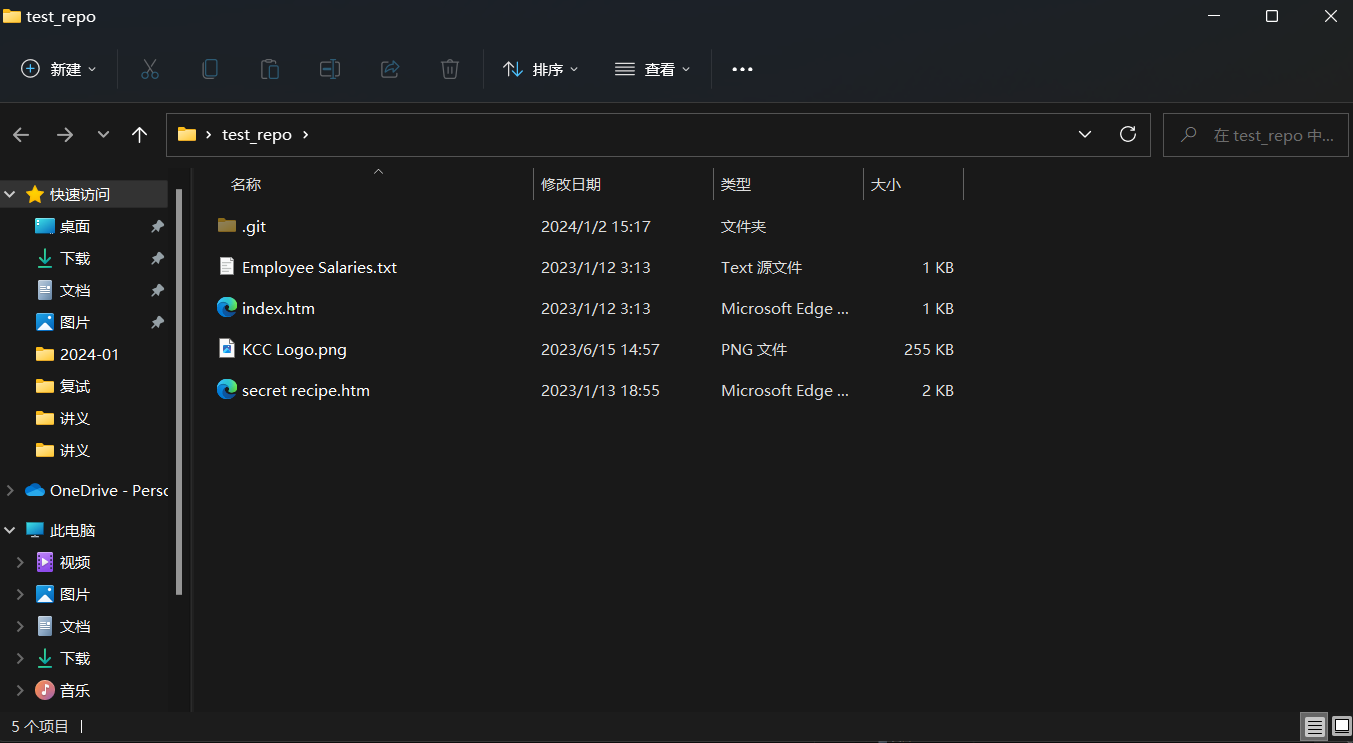 test_repo
新建
排序
查看
test_repo
在 test_repo 中...
名称 修改日期 类型 大小
.git 2024/1/2 15:17 文件夹
Employee Salaries.txt 2023/1/12 3:13 Text 源文件 1 KB
index.htm 2023/1/12 3:13 Microsoft Edge ... 1 KB
KCC Logo.png 2023/6/15 14:57 PNG 文件 255 KB
secret recipe.htm 2023/1/13 18:55 Microsoft Edge ... 2 KB
快速访问
桌面
下载
文档
图片
2024-01
复试
讲义
讲义
OneDrive - Perso
此电脑
视频
图片
文档
下载
音乐
5 个项目